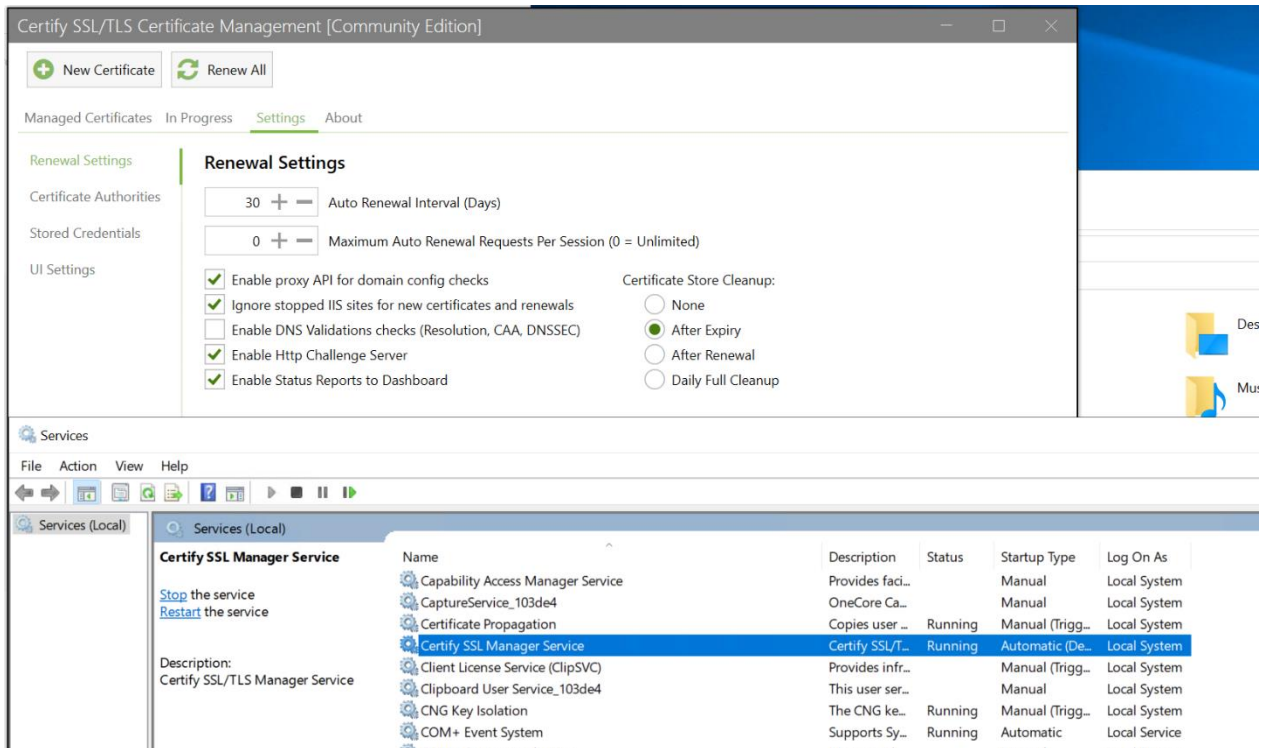 Certify SSL/TLS Certificate Management [Community Edition]
New Certificate Renew All
Managed Certificates In Progress Settings About
Renewal Settings
Certificate Authorities
Stored Credentials
UI Settings
Renewal Settings
30 Auto Renewal Interval (Days)
0 Maximum Auto Renewal Requests Per Session (0 = Unlimited)
Enable proxy API for domain config checks
Ignore stopped IIS sites for new certificates and renewals
Enable DNS Validations checks (Resolution, CAA, DNSSEC)
Enable Http Challenge Server
Enable Status Reports to Dashboard
Certificate Store Cleanup:
None
After Expiry
After Renewal
Daily Full Cleanup
Des
Mus
Services
File Action View Help
Services (Local)
Services (Local)
Certify SSL Manager Service
Stop the service
Restart the service
Description:
Certify SSL/TLS Manager Service
Name Description Status Startup Type Log On As
Capability Access Manager Service Provides faci... Manual Local System
CaptureService_103de4 OneCore Ca... Manual Local System
Certificate Propagation Copies user ... Running Manual (Trigg... Local System
Certify SSL Manager Service Certify SSL/T... Running Automatic (De... Local System
Client License Service (ClipSVC) Provides infr... Manual (Trigg... Local System
Clipboard User Service_103de4 This user ser... Manual Local System
CNG Key Isolation The CNG ke... Running Manual (Trigg... Local System
COM+ Event System Supports Sy... Running Automatic Local Service